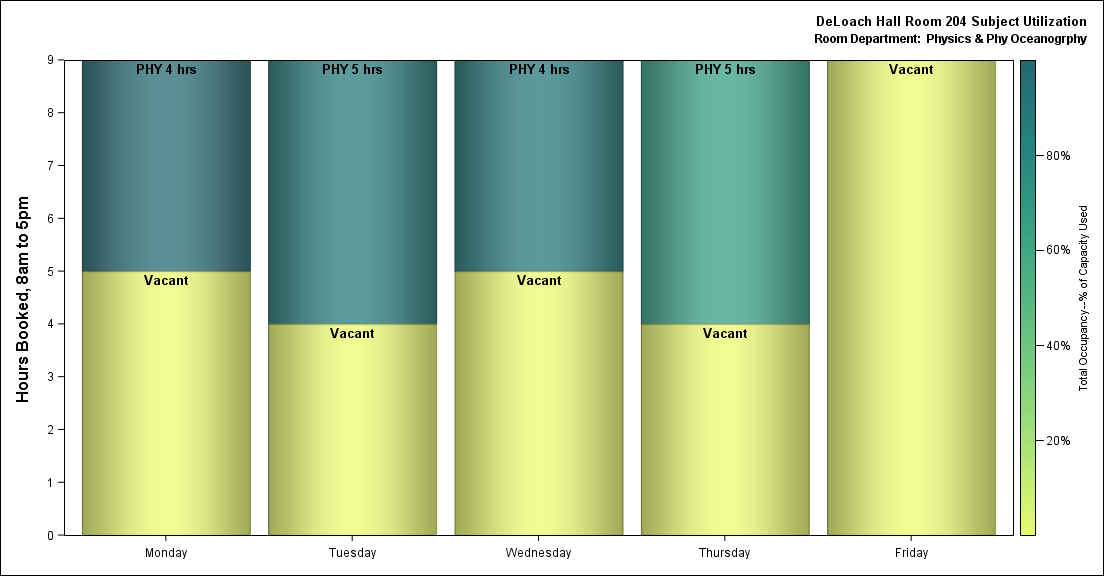 DeLoach Hall Room 204 Subject Utilization
Room Department: Physics & Phy Oceanogrphy
Hours Booked, 8am to 5pm
9
8
7
6
5
4
3
2
1
0
PHY 4 hrs
Vacant
PHY 5 hrs
Vacant
PHY 4 hrs
Vacant
PHY 5 hrs
Vacant
Vacant
Monday
Tuesday
Wednesday
Thursday
Friday
80%
60%
40%
20%
Total Occupancy--% of Capacity Used